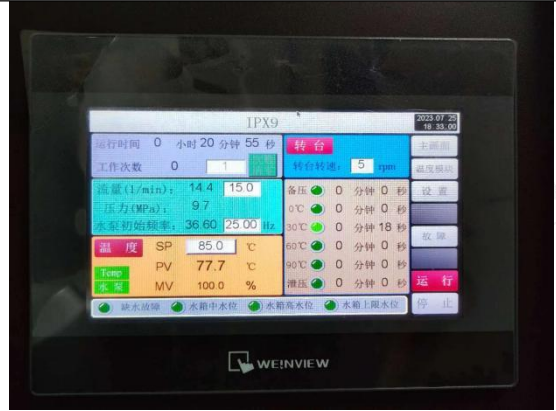 IPX9
2023.07.25
18 33:00
运行时间 0 小时 20 分钟 55 秒
工作次数 0 1
转台
转台转速: 5 rpm
主画面
温度模块
设置
故障
运行
停止
流量(l/min): 14.4 15.0
压力(MPa): 9.7
水泵初始频率: 36.60 25.00 Hz
备压 0 分钟 0 秒
0℃ 0 分钟 0 秒
30℃ 0 分钟 18 秒
60℃ 0 分钟 0 秒
90℃ 0 分钟 0 秒
泄压 0 分钟 0 秒
温度 SP 85.0 ℃
Temp PV 77.7 ℃
水泵 MV 100.0 %
缺水故障 水箱中水位 水箱高水位 水箱上限水位
WEINVIEW